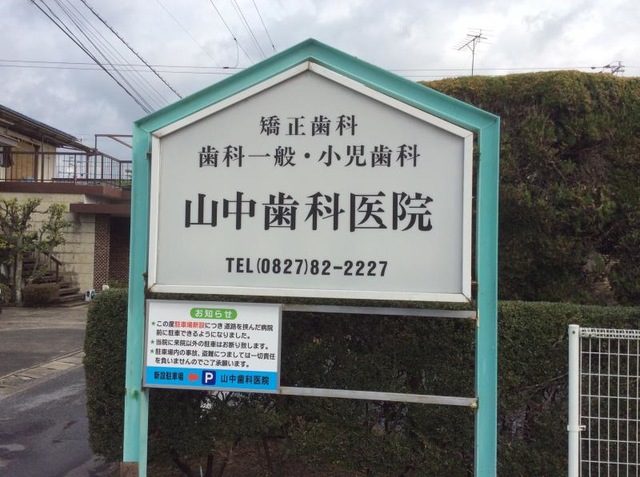 矯正歯科
歯科一般・小児歯科
山中歯科医院
TEL(0827)82-2227
お知らせ
★この度駐車場新設につき 道路を挟んだ病院
前に駐車できるようになりました。
★当院に来院以外の駐車はお断り致します。
★駐車場内の事故、盗難につきましては一切責任
を負いませんのでご了承願います。
新設駐車場 P 山中歯科医院